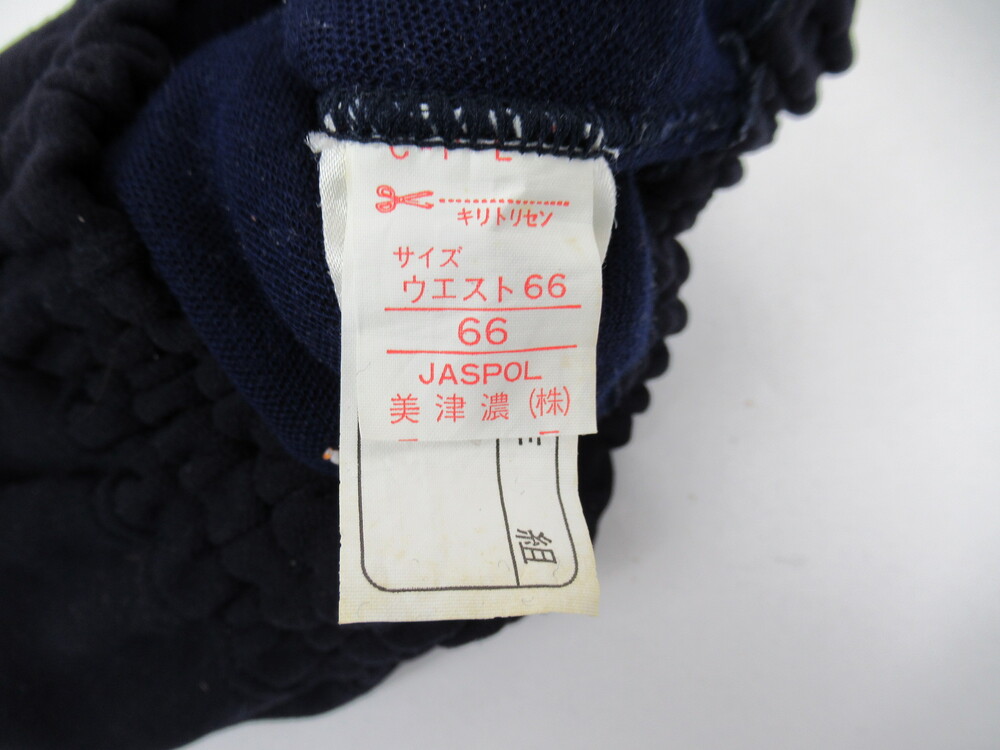 キリトリセン
サイズ
ウエスト66
66
JASPOL
美津濃(株)
組